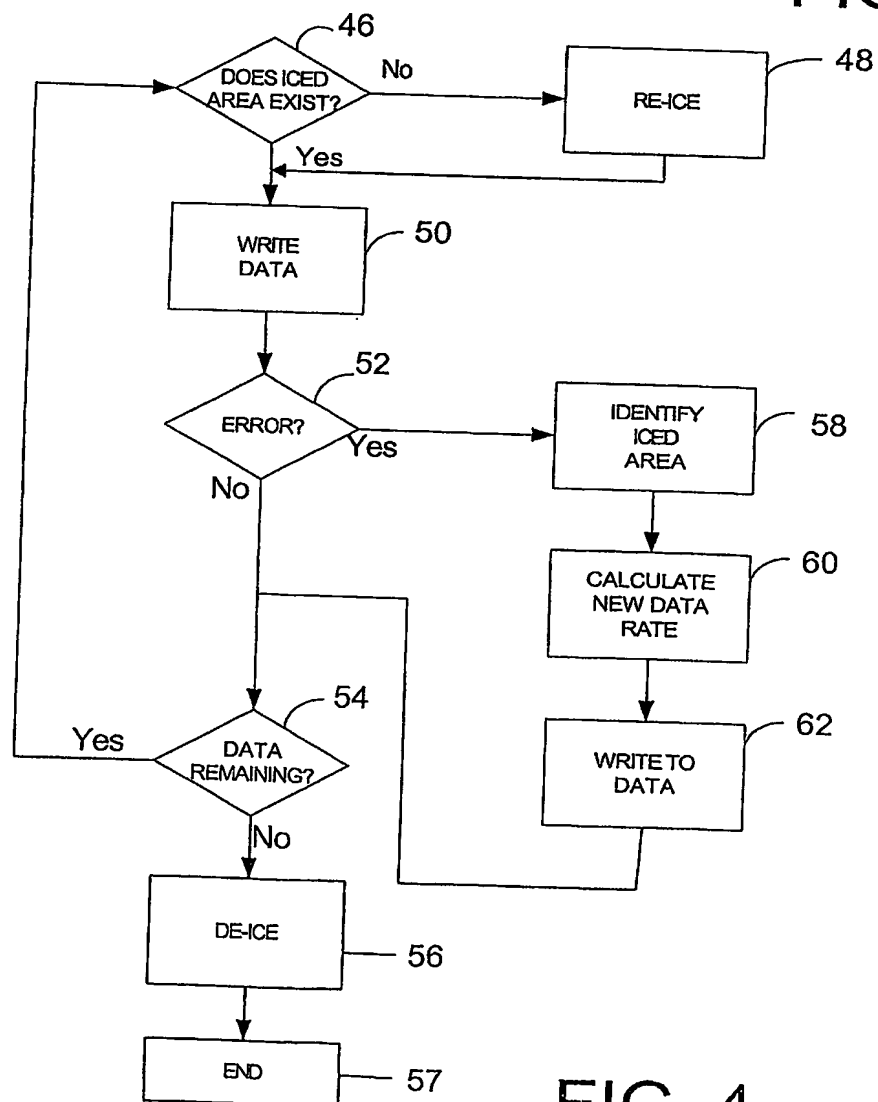 46
DOES ICED
AREA EXIST?
No
48
RE-ICE
Yes
WRITE
DATA
50
52
ERROR?
Yes
No
IDENTIFY
ICED
AREA
58
CALCULATE
NEW DATA
RATE
60
54
Yes
DATA
REMAINING?
No
WRITE TO
DATA
62
DE-ICE
56
END
57
FIG. 4